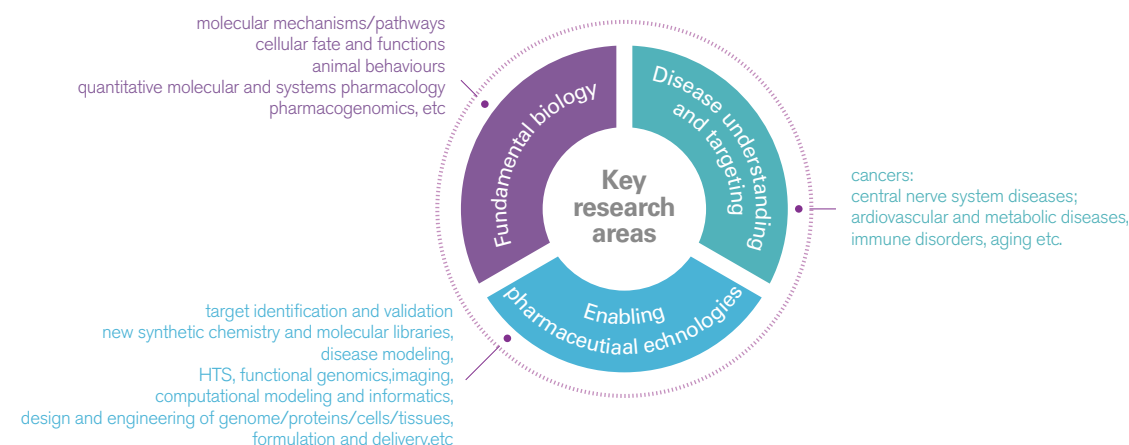 molecular mechanisms/pathways
cellular fate and functions
animal behaviours
quantitative molecular and systems pharmacology
pharmacogenomics, etc
Fundamental biology
Disease understanding
and targeting
Key
research
areas
cancers:
central nerve system diseases;
ardiovascular and metabolic diseases,
immune disorders, aging etc.
Enabling
pharmaceutiaal echnologies
target identification and validation
new synthetic chemistry and molecular libraries,
disease modeling,
HTS, functional genomics,imaging,
computational modeling and informatics,
design and engineering of genome/proteins/cells/tissues,
formulation and delivery.etc